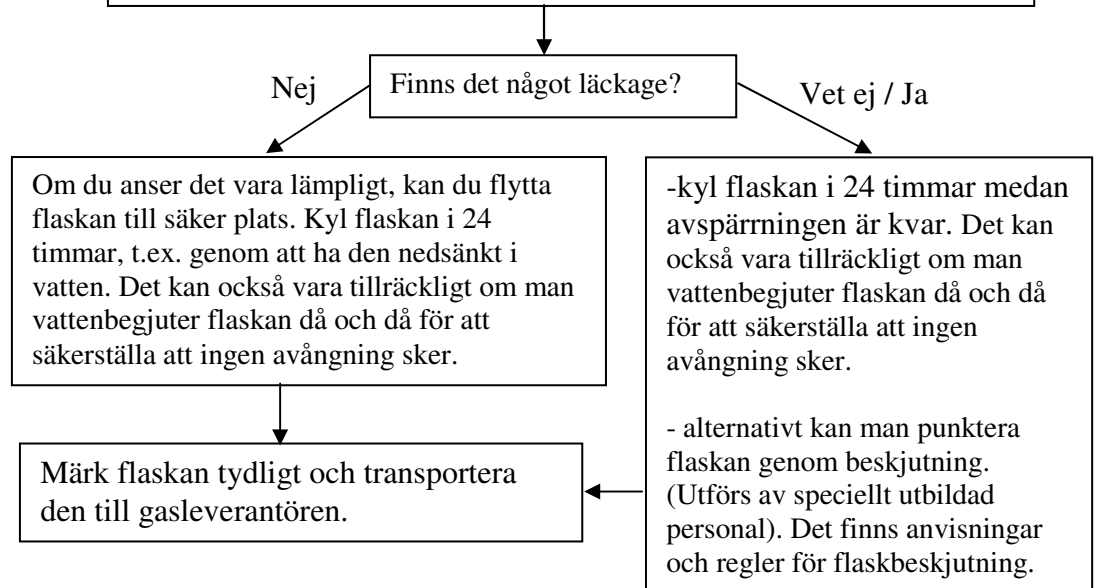 Finns det något läckage?
Nej
Vet ej / Ja
Om du anser det vara lämpligt, kan du flytta
flaskan till säker plats. Kyl flaskan i 24
timmar, t.ex. genom att ha den nedsänkt i
vatten. Det kan också vara tillräckligt om man
vattenbegjuter flaskan då och då för att
säkerställa att ingen avångning sker.
-kyl flaskan i 24 timmar medan
avspärrningen är kvar. Det kan
också vara tillräckligt om man
vattenbegjuter flaskan då och då
för att säkerställa att ingen
avångning sker.
- alternativt kan man punktera
flaskan genom beskjutning.
(Utförs av speciellt utbildad
personal). Det finns anvisningar
och regler för flaskbeskjutning.
Märk flaskan tydligt och transportera
den till gasleverantören.